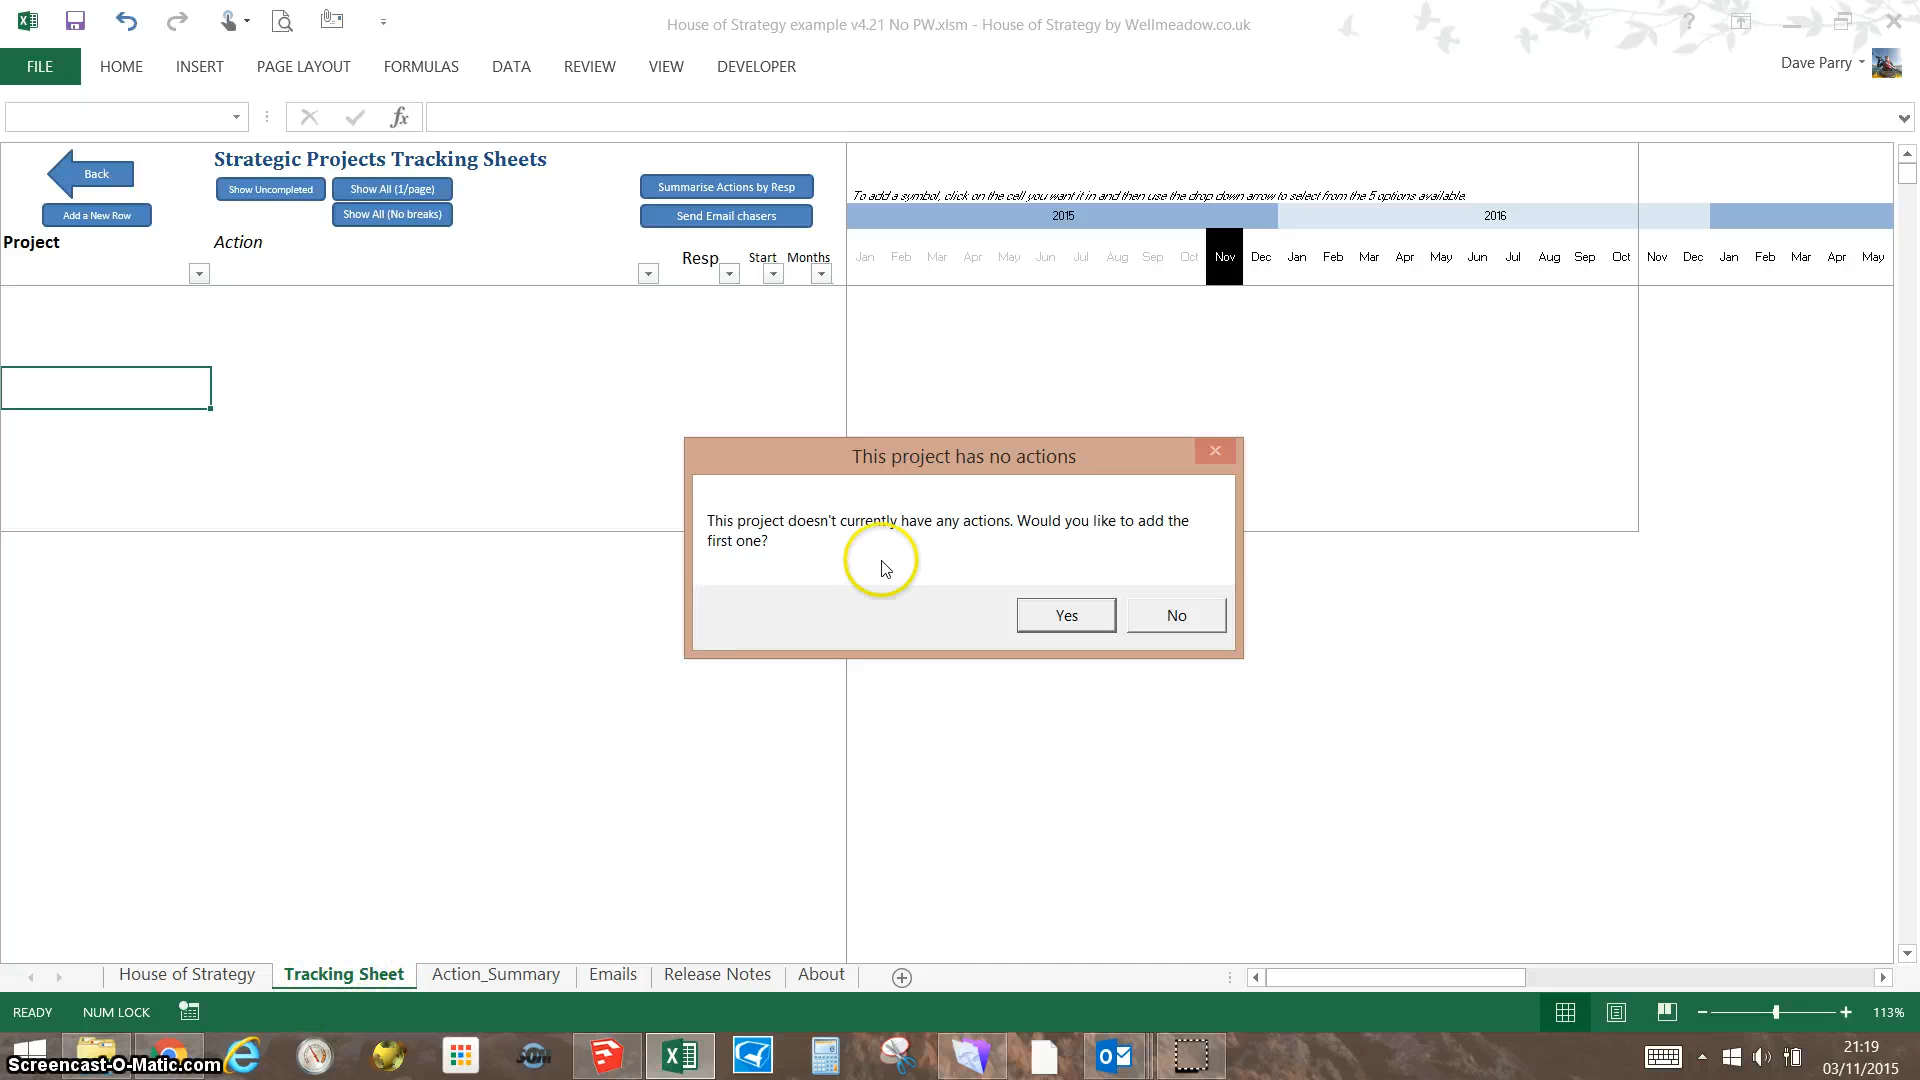 House of Strategy example v4.21 No PW.xlsm - House of Strategy by Wellmeadow.co.uk
FILE HOME INSERT PAGE LAYOUT FORMULAS DATA REVIEW VIEW DEVELOPER Dave Parry
fx
Back
Strategic Projects Tracking Sheets
Show Uncompleted Show All (1/page) Summarise Actions by Resp
To add a symbol, click on the cell you want it in and then use the drop down arrow to select from the 5 options available.
Add a New Row Show All (No breaks) Send Email chasers 2015 2016
Project Action Resp Start Months
Jan Feb Mar Apr May Jun Jul Aug Sep Oct Nov Dec Jan Feb Mar Apr May Jun Jul Aug Sep Oct Nov Dec Jan Feb Mar Apr May
This project has no actions
This project doesn't currently have any actions. Would you like to add the
first one?
Yes No
House of Strategy Tracking Sheet Action_Summary Emails Release Notes About
READY NUM LOCK 113%
Screencast-O-Matic.com
SOM
21:19
03/11/2015